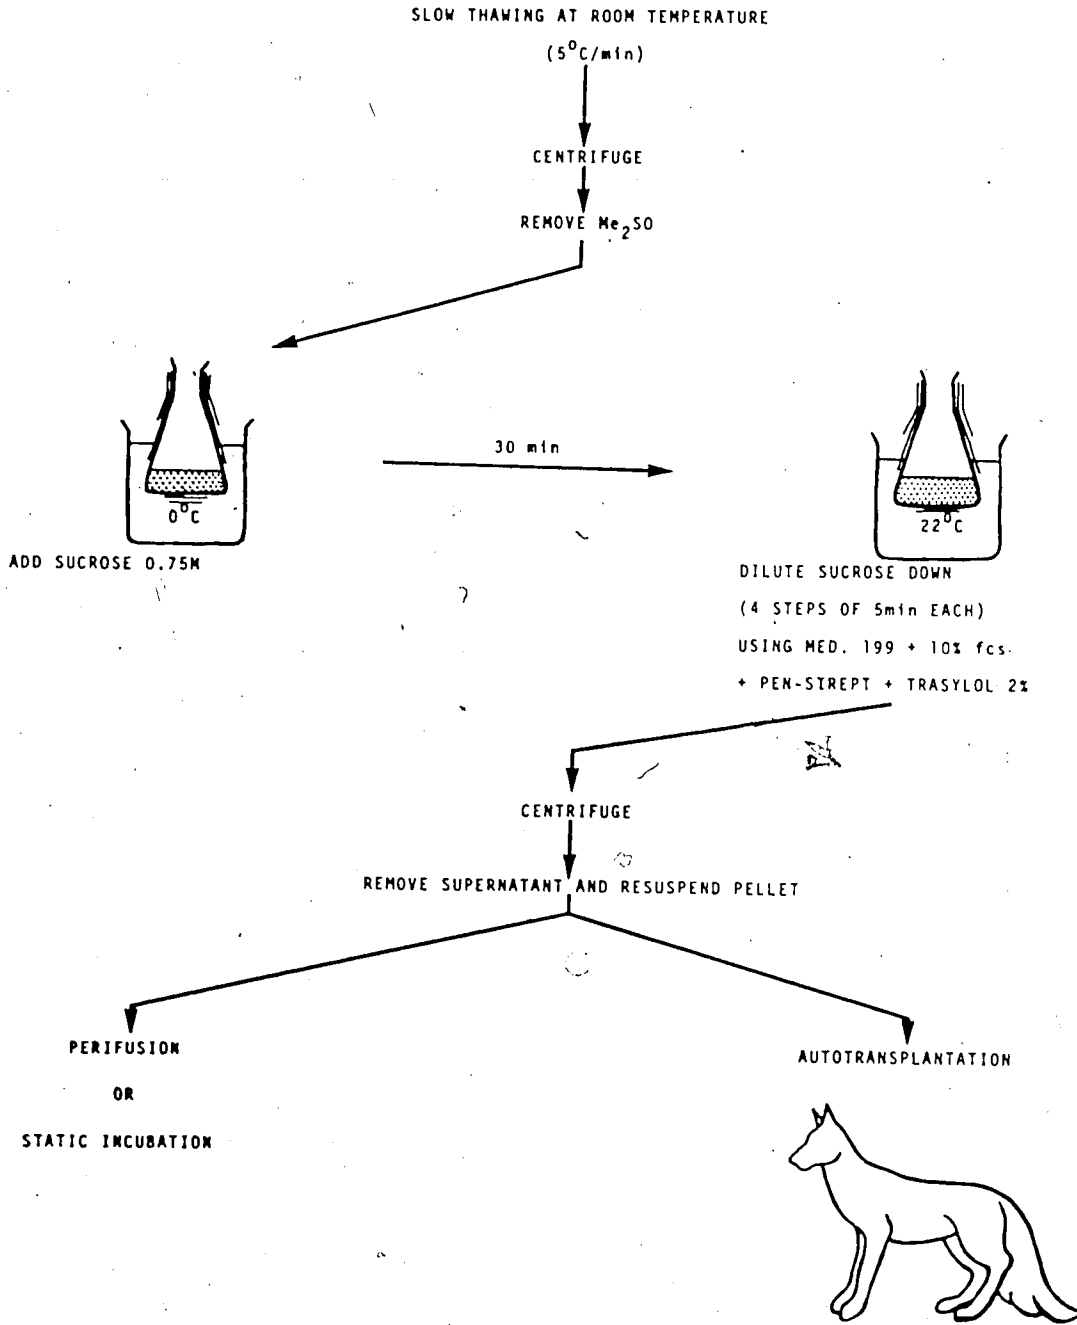 SLOW THAWING AT ROOM TEMPERATURE
(5°C/min)
CENTRIFUGE
REMOVE Me₂SO
30 min
0°C
22°C
ADD SUCROSE 0.75M
DILUTE SUCROSE DOWN
(4 STEPS OF 5min EACH)
USING MED. 199 + 10% fcs
+ PEN-STREPT + TRASYLOL 2%
CENTRIFUGE
REMOVE SUPERNATANT AND RESUSPEND PELLET
PERIFUSION
OR
STATIC INCUBATION
AUTOTRANSPLANTATION